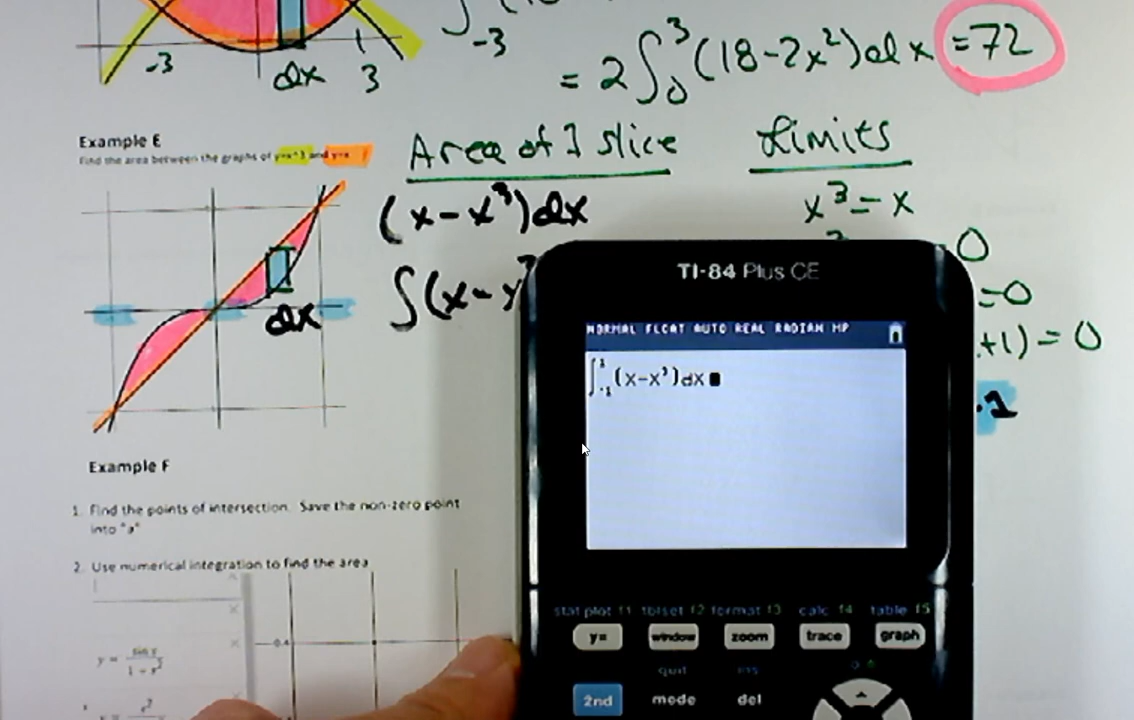 -3
= 2∫₀³ (18-2x²)dx = 72
-3 dx 3
Example E
Find the area between the graphs of y=x^3 and y=x
Area of 1 slice
Limits
(x-x³)dx
x³=x
∫(x-x
=0
=0
+1)=0
dx
TI-84 Plus CE
NORMAL FLOAT AUTO REAL RADIAN MP
∫₋₁¹(X-X³)dX
Example F
1. Find the points of intersection. Save the non-zero point
into "a"
2. Use numerical integration to find the area
stat plot f1 tblset f2 format f3 calc f4 table f5
y= window zoom trace graph
quit ins
2nd mode del